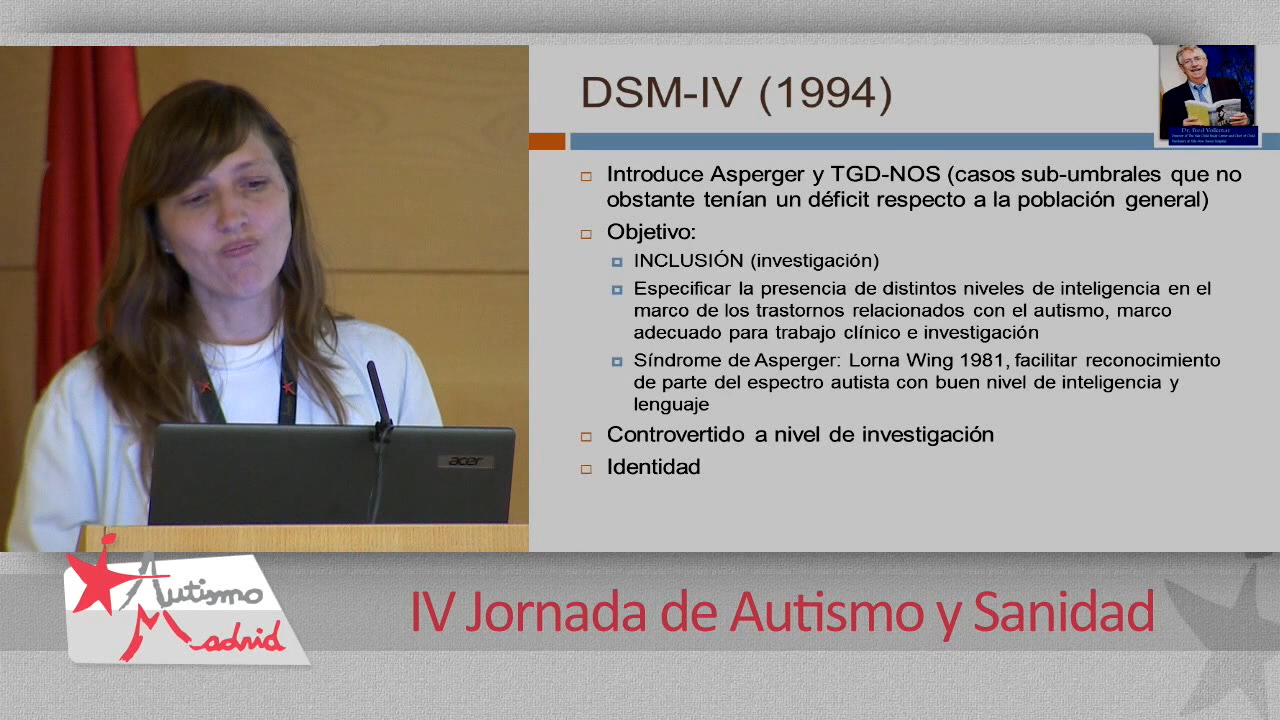 DSM-IV (1994)
Dr. Fred Volkmar
Introduce Asperger y TGD-NOS (casos sub-umbrales que no
obstante tenían un déficit respecto a la población general)
Objetivo:
INCLUSIÓN (investigación)
Especificar la presencia de distintos niveles de inteligencia en el
marco de los trastornos relacionados con el autismo, marco
adecuado para trabajo clínico e investigación
Síndrome de Asperger: Lorna Wing 1981, facilitar reconocimiento
de parte del espectro autista con buen nivel de inteligencia y
lenguaje
Controvertido a nivel de investigación
Identidad
acer
Autismo
Madrid
IV Jornada de Autismo y Sanidad